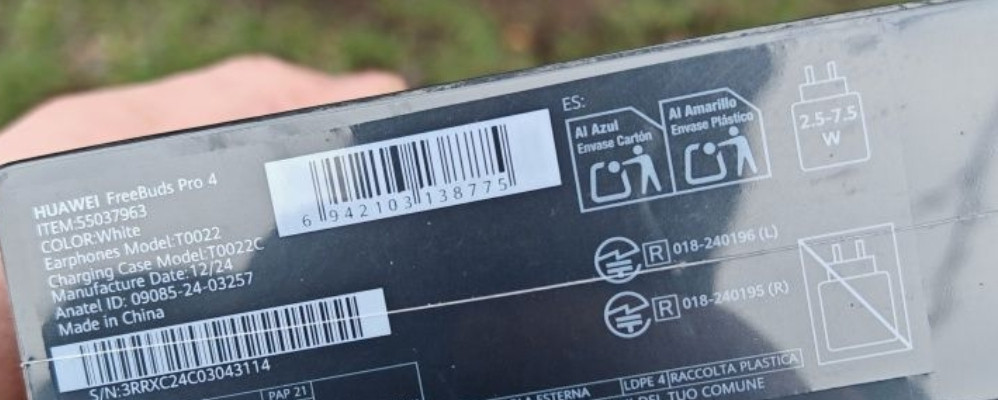 HUAWEI FreeBuds Pro 4
ITEM:55037963
COLOR:White
Earphones Model:T0022
Charging Case Model:T0022C
Manufacture Date:12/24
Anatel ID: 09085-24-03257
Made in China
S/N:3RRXC24C03043114
6 942103 138775
ES:
Al Azul
Envase Cartón
Al Amarillo
Envase Plástico
2.5-7.5
W
R 018-240196 (L)
R 018-240195 (R)
PAP 21
ESTERNA
LDPE 4 RACCOLTA PLASTICA
DEL TUO COMUNE